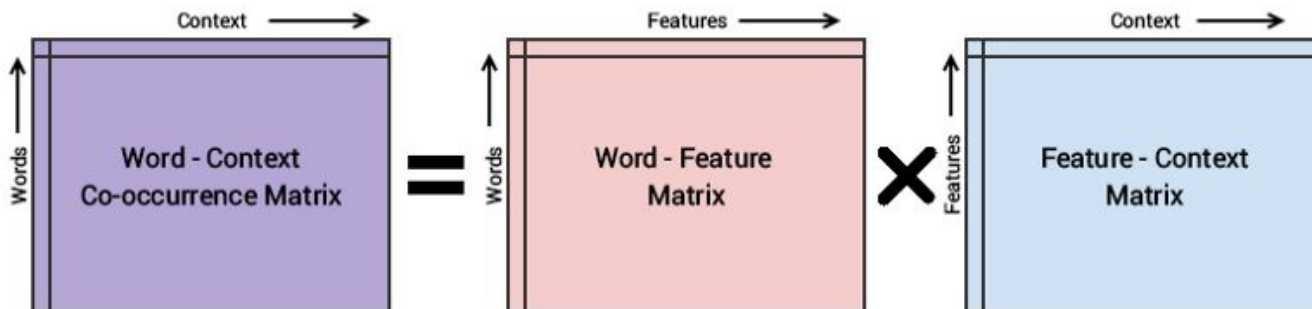 Context
Features
Context
Words
Word - Context
Co-occurrence Matrix
=
Words
Word - Feature
Matrix
×
Features
Feature - Context
Matrix